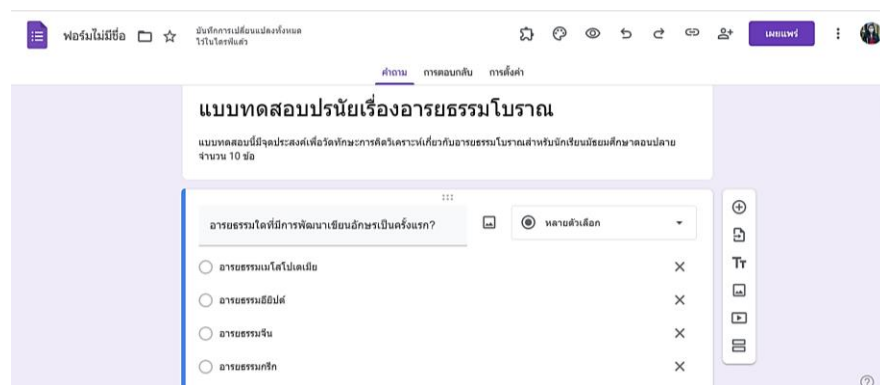 ฟอร์มไม่มีชื่อ
บันทึกการเปลี่ยนแปลงทั้งหมด
ไว้ในไดรฟ์แล้ว
เผยแพร่
คำถาม การตอบกลับ การตั้งค่า
แบบทดสอบปรนัยเรื่องอารยธรรมโบราณ
แบบทดสอบนี้มีจุดประสงค์เพื่อวัดทักษะการคิดวิเคราะห์เกี่ยวกับอารยธรรมโบราณสำหรับนักเรียนมัธยมศึกษาตอนปลาย
จำนวน 10 ข้อ
อารยธรรมใดที่มีการพัฒนาเขียนอักษรเป็นครั้งแรก?
หลายตัวเลือก
อารยธรรมเมโสโปเตเมีย
อารยธรรมอียิปต์
อารยธรรมจีน
อารยธรรมกรีก